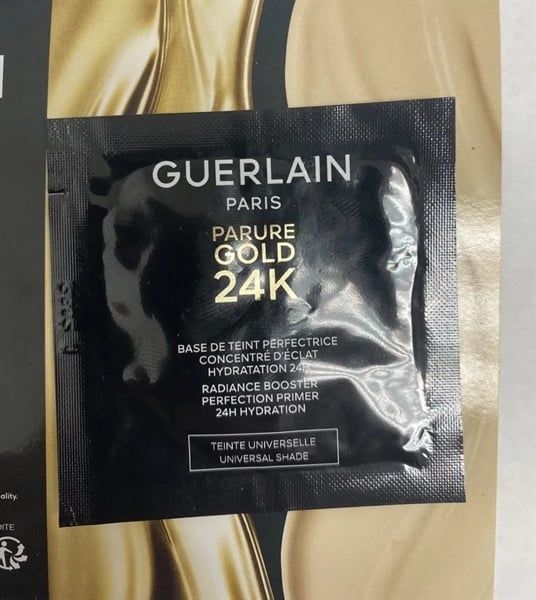 GUERLAIN
PARIS
PARURE
GOLD
24K
BASE DE TEINT PERFECTRICE
CONCENTRÉ D'ÉCLAT
HYDRATATION 24H
RADIANCE BOOSTER
PERFECTION PRIMER
24H HYDRATION
TEINTE UNIVERSELLE
UNIVERSAL SHADE
ality.